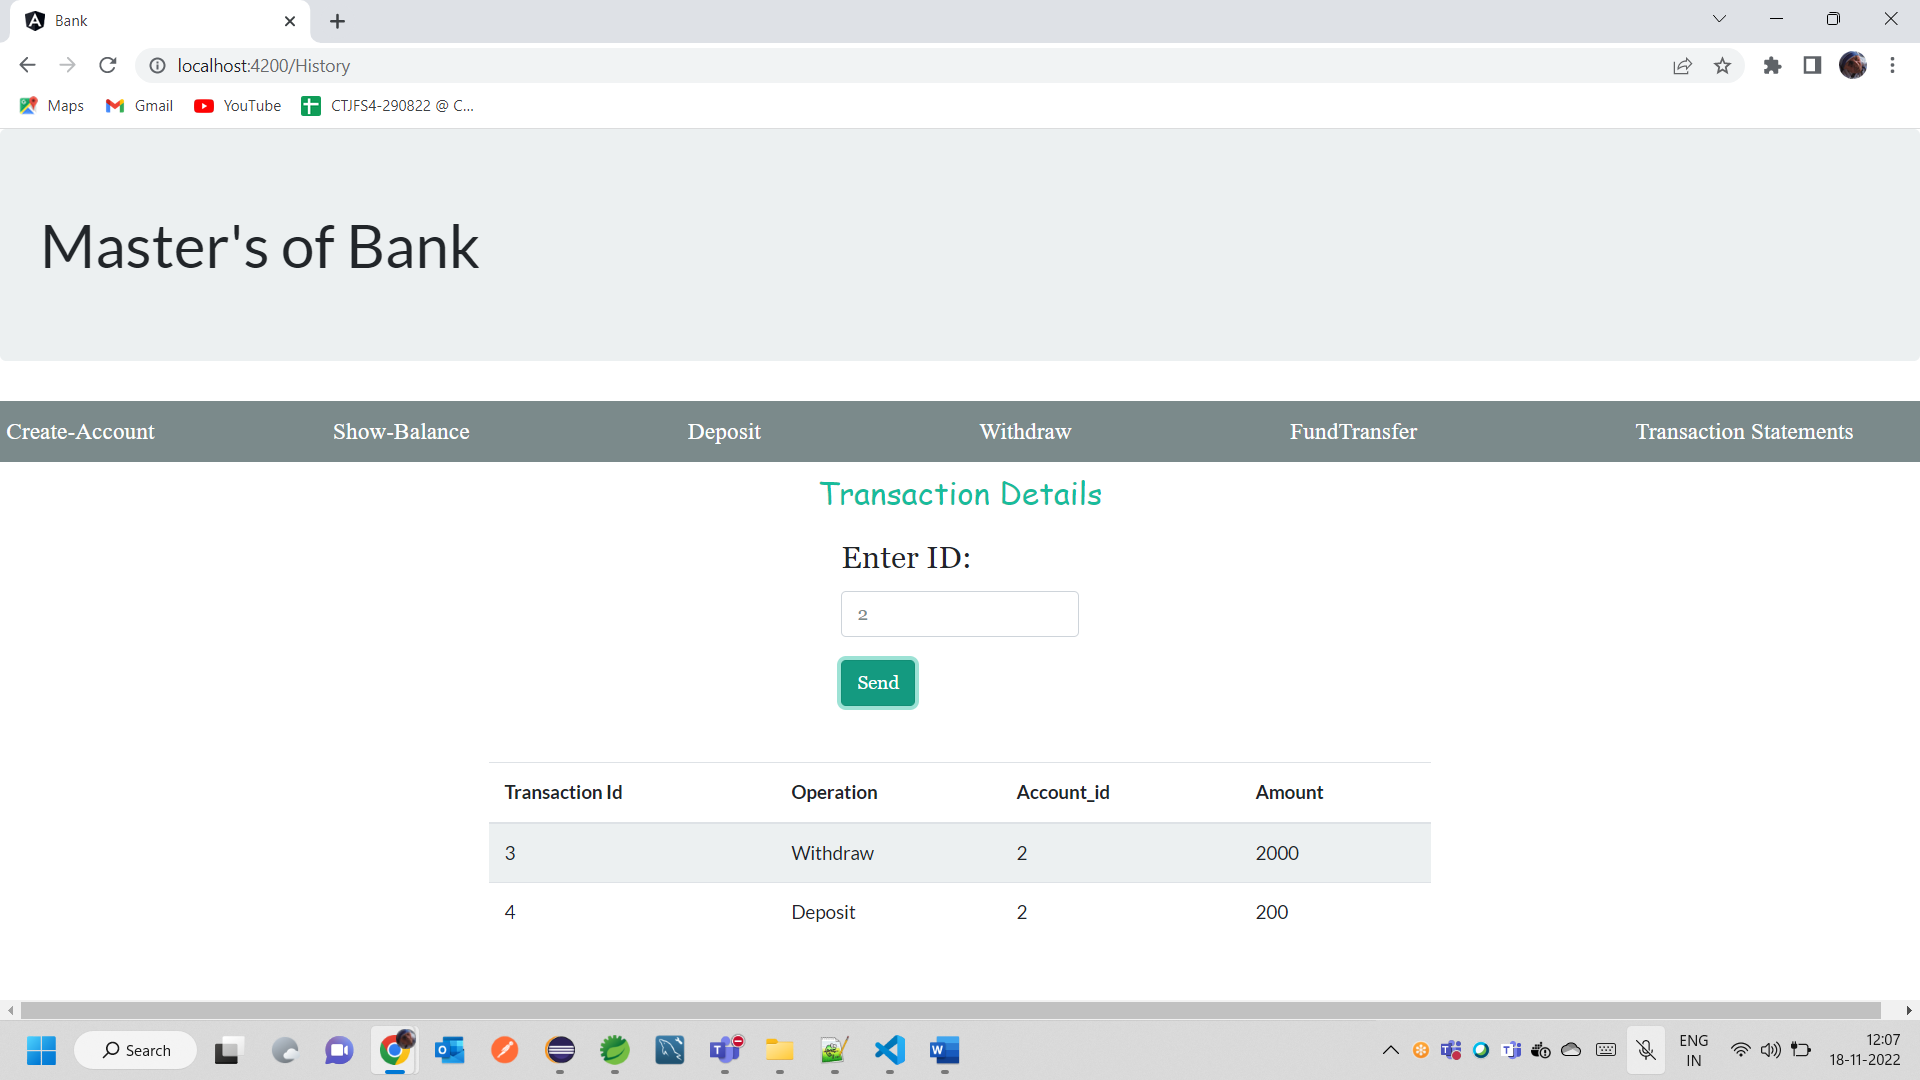 Bank
localhost:4200/History
Maps Gmail YouTube CTJFS4-290822 @ C...
Master's of Bank
Create-Account Show-Balance Deposit Withdraw FundTransfer Transaction Statements
Transaction Details
Enter ID:
2
Send
Transaction Id Operation Account_id Amount
3 Withdraw 2 2000
4 Deposit 2 200
Search
ENG
IN
12:07
18-11-2022